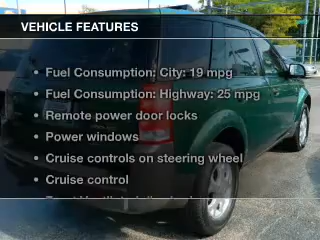 VEHICLE FEATURES
• Fuel Consumption: City: 19 mpg
• Fuel Consumption: Highway: 25 mpg
• Remote power door locks
• Power windows
• Cruise controls on steering wheel
• Cruise control